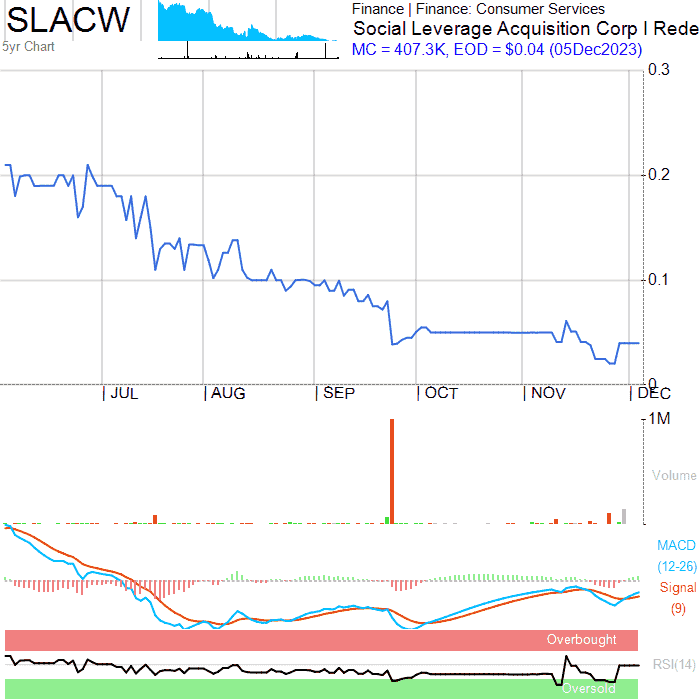 SLACW
5yr Chart
Finance | Finance: Consumer Services
Social Leverage Acquisition Corp I Rede
MC = 407.3K, EOD = $0.04 (05Dec2023)
0.3
0.2
0.1
0
JUL
AUG
SEP
OCT
NOV
DEC
1M
Volume
MACD
(12-26)
Signal
(9)
Overbought
RSI(14)
Oversold